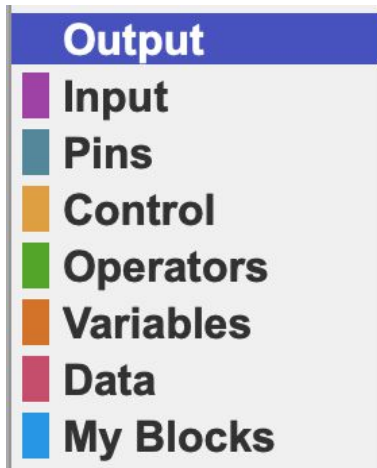 Output
Input
Pins
Control
Operators
Variables
Data
My Blocks